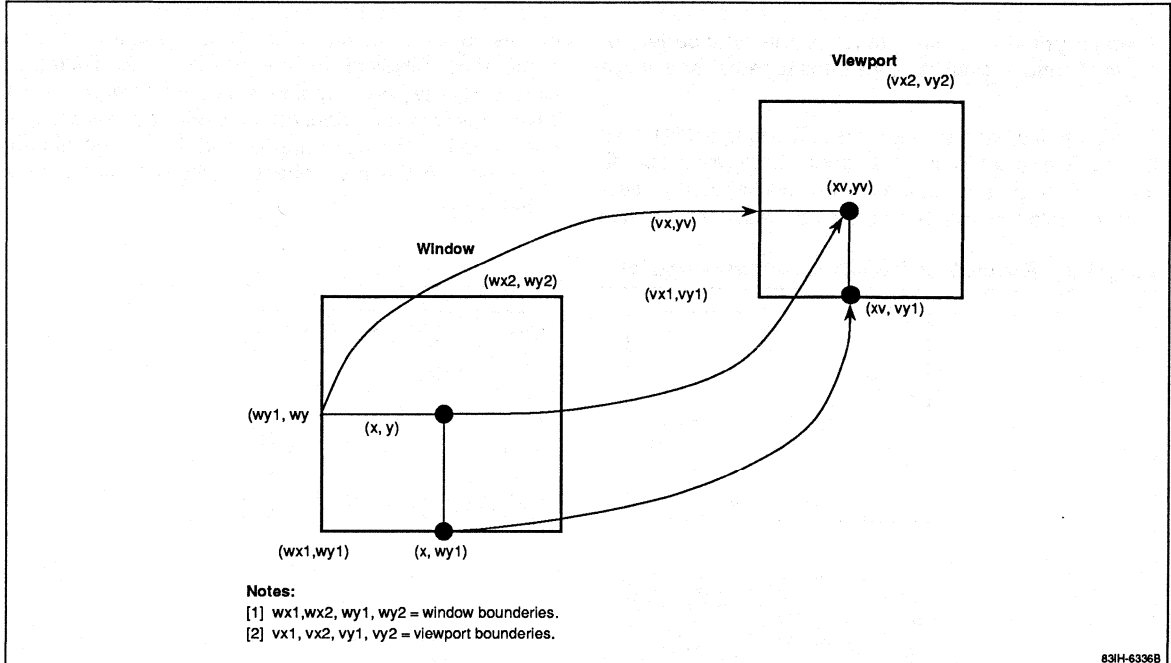 Viewport
(vx2, vy2)
(xv,yv)
(vx,yv)
Window
(wx2, wy2)
(vx1,vy1)
(xv, vy1)
(wy1, wy
(x, y)
(wx1,wy1)
(x, wy1)
Notes:
[1] wx1,wx2, wy1, wy2 = window bounderies.
[2] vx1, vx2, vy1, vy2 = viewport bounderies.
83IH-6336B